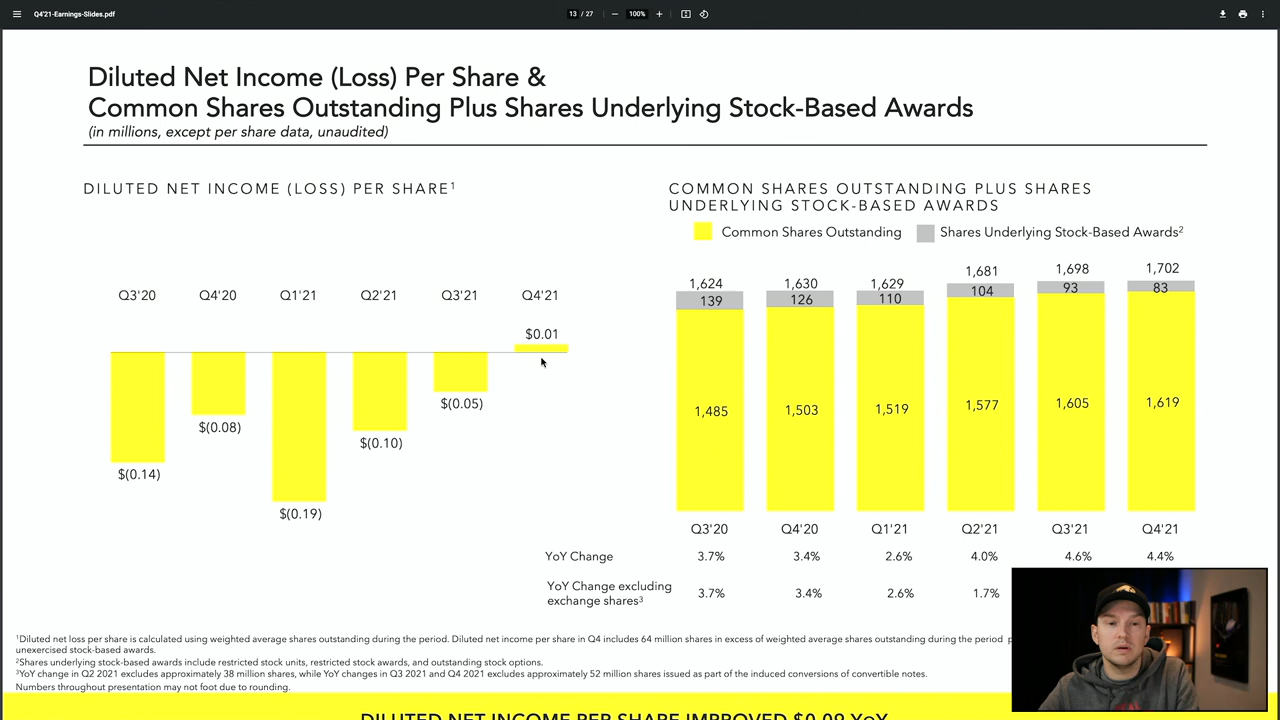 Q4'21-Earnings-Slides.pdf
13 / 27
100%
Diluted Net Income (Loss) Per Share &
Common Shares Outstanding Plus Shares Underlying Stock-Based Awards
(in millions, except per share data, unaudited)
DILUTED NET INCOME (LOSS) PER SHARE¹
Q3'20 Q4'20 Q1'21 Q2'21 Q3'21 Q4'21
$0.01
$(0.05)
$(0.08)
$(0.10)
$(0.14)
$(0.19)
COMMON SHARES OUTSTANDING PLUS SHARES
UNDERLYING STOCK-BASED AWARDS
Common Shares Outstanding Shares Underlying Stock-Based Awards²
1,624 1,630 1,629 1,681 1,698 1,702
139 126 110 104 93 83
1,485 1,503 1,519 1,577 1,605 1,619
Q3'20 Q4'20 Q1'21 Q2'21 Q3'21 Q4'21
YoY Change 3.7% 3.4% 2.6% 4.0% 4.6% 4.4%
YoY Change excluding
exchange shares³ 3.7% 3.4% 2.6% 1.7%
¹Diluted net loss per share is calculated using weighted average shares outstanding during the period. Diluted net income per share in Q4 includes 64 million shares in excess of weighted average shares outstanding during the period
unexercised stock-based awards.
²Shares underlying stock-based awards include restricted stock units, restricted stock awards, and outstanding stock options.
³YoY change in Q2 2021 excludes approximately 38 million shares, while YoY changes in Q3 2021 and Q4 2021 excludes approximately 52 million shares issued as part of the induced conversions of convertible notes.
Numbers throughout presentation may not foot due to rounding.
DILUTED NET INCOME PER SHARE IMPROVED $0.09 YoY